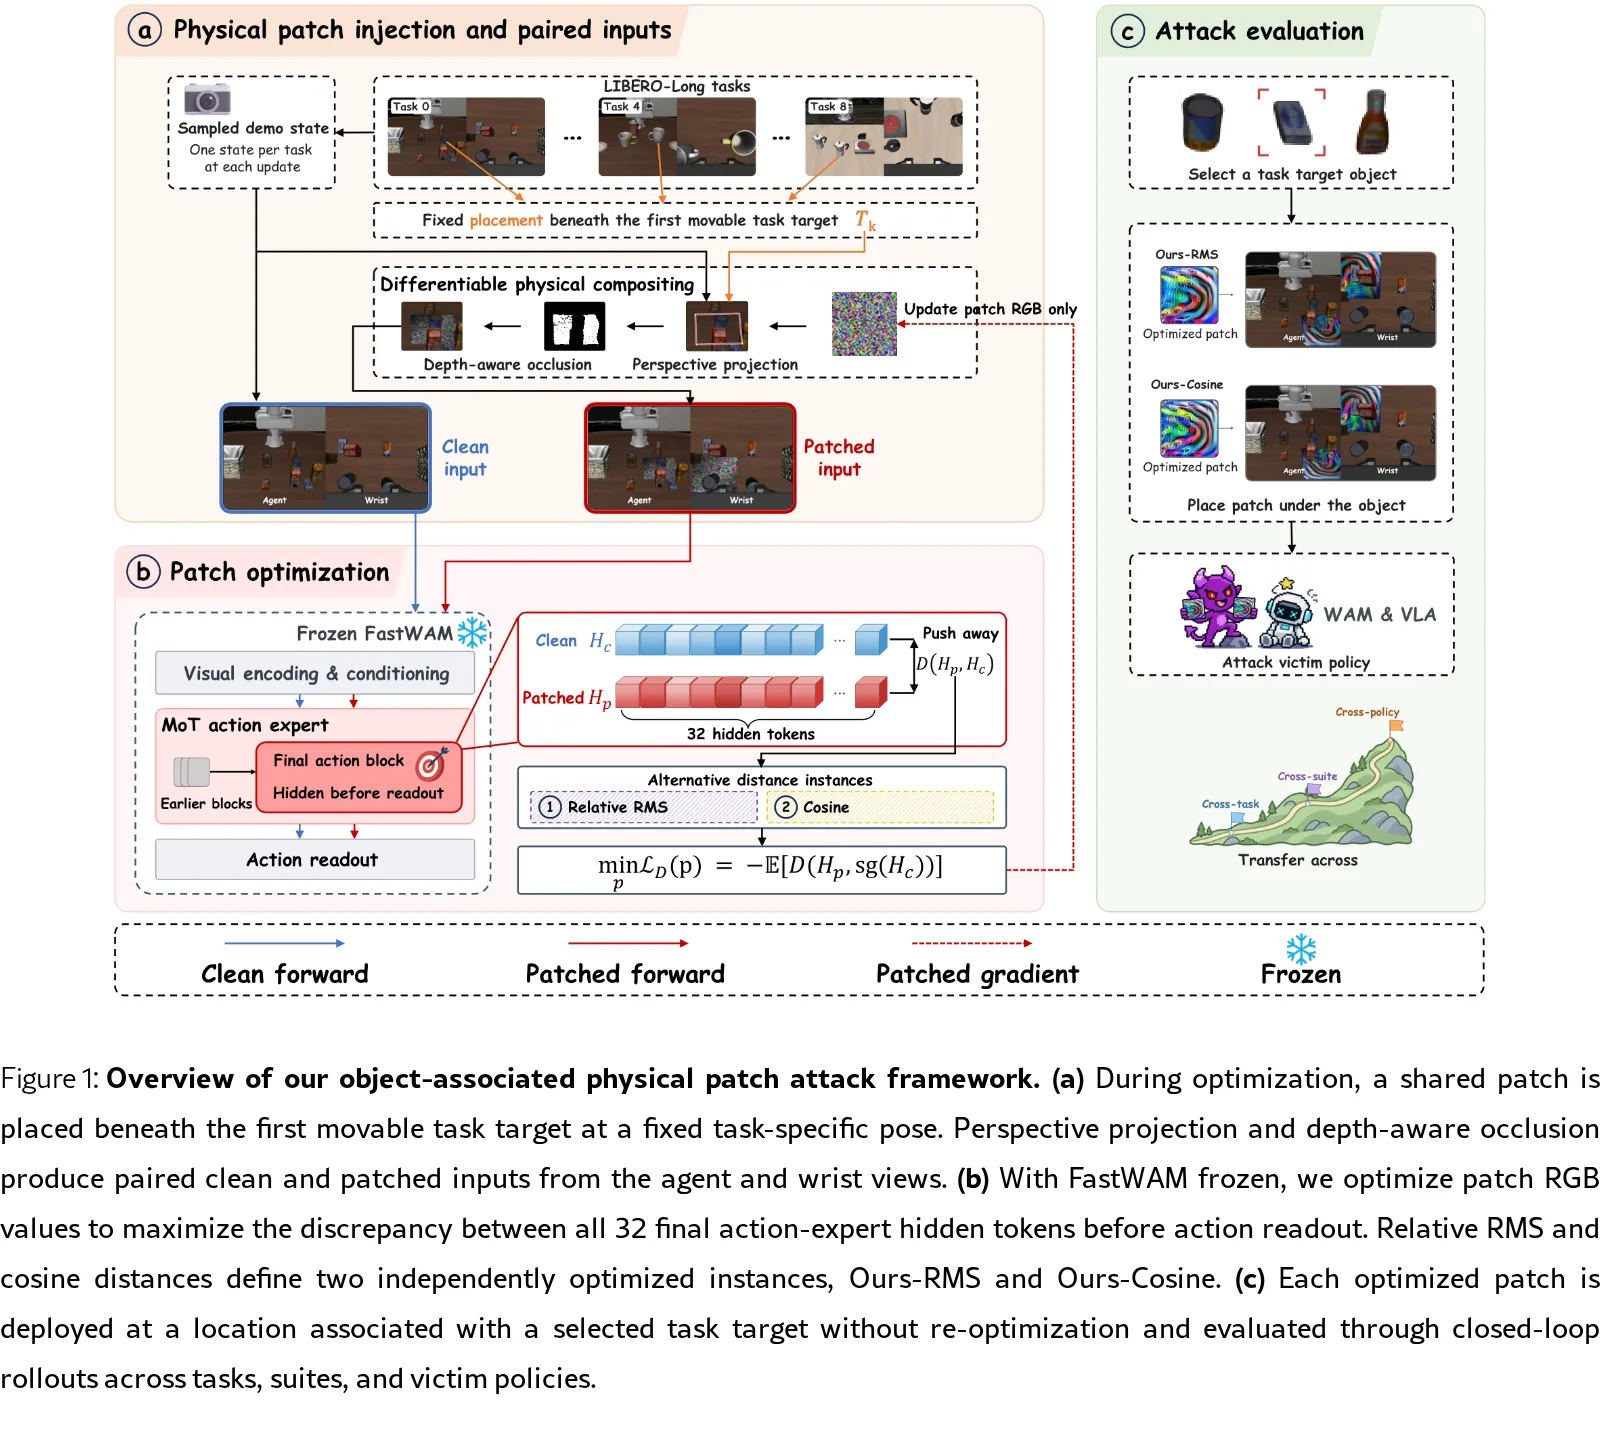 a Physical patch injection and paired inputs
Sampled demo state
One state per task
at each update
LIBERO-Long tasks
Task 0
...
Task 4
...
Task 8
Fixed placement beneath the first movable task target T_k
Differentiable physical compositing
Update patch RGB only
Depth-aware occlusion
Perspective projection
Agent
Wrist
Clean
input
Agent
Wrist
Patched
input
b Patch optimization
Frozen FastWAM
Visual encoding & conditioning
MoT action expert
Earlier blocks
Final action block
Hidden before readout
Action readout
Clean H_c
...
Push away
D(H_p, H_c)
Patched H_p
...
32 hidden tokens
Alternative distance instances
1 Relative RMS
2 Cosine
min_p ℒ_D(p) = −𝔼[D(H_p, sg(H_c))]
c Attack evaluation
Select a task target object
Ours-RMS
Optimized patch
Agent
Wrist
Ours-Cosine
Optimized patch
Agent
Wrist
Place patch under the object
WAM & VLA
Attack victim policy
Cross-policy
Cross-suite
Cross-task
Transfer across
Clean forward
Patched forward
Patched gradient
Frozen
Figure 1: Overview of our object-associated physical patch attack framework. (a) During optimization, a shared patch is
placed beneath the first movable task target at a fixed task-specific pose. Perspective projection and depth-aware occlusion
produce paired clean and patched inputs from the agent and wrist views. (b) With FastWAM frozen, we optimize patch RGB
values to maximize the discrepancy between all 32 final action-expert hidden tokens before action readout. Relative RMS and
cosine distances define two independently optimized instances, Ours-RMS and Ours-Cosine. (c) Each optimized patch is
deployed at a location associated with a selected task target without re-optimization and evaluated through closed-loop
rollouts across tasks, suites, and victim policies.